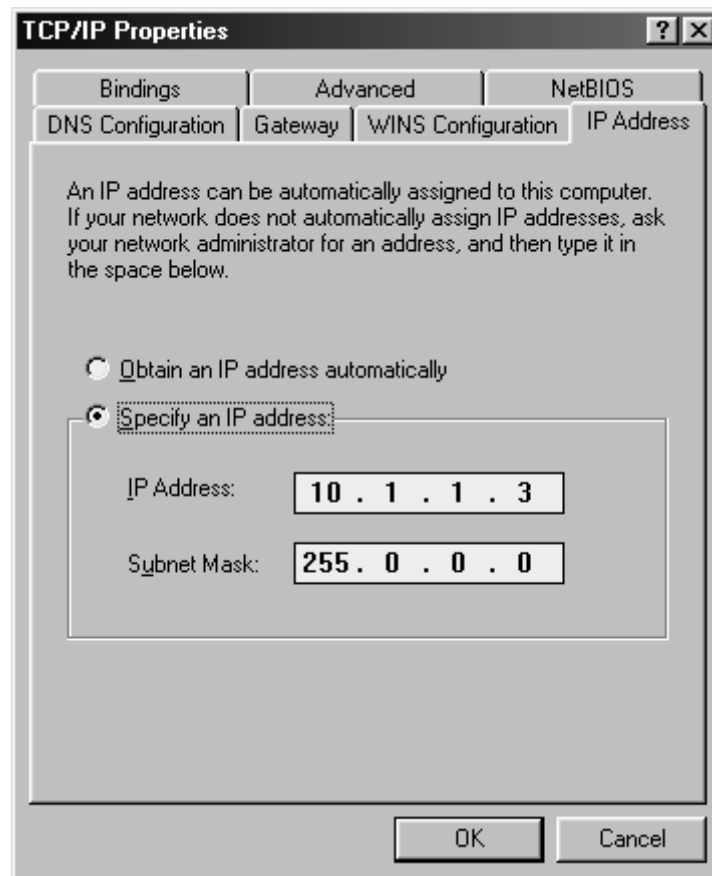 TCP/IP Properties
Bindings Advanced NetBIOS
DNS Configuration Gateway WINS Configuration IP Address
An IP address can be automatically assigned to this computer.
If your network does not automatically assign IP addresses, ask
your network administrator for an address, and then type it in
the space below.
Obtain an IP address automatically
Specify an IP address:
IP Address: 10 . 1 . 1 . 3
Subnet Mask: 255 . 0 . 0 . 0
OK Cancel